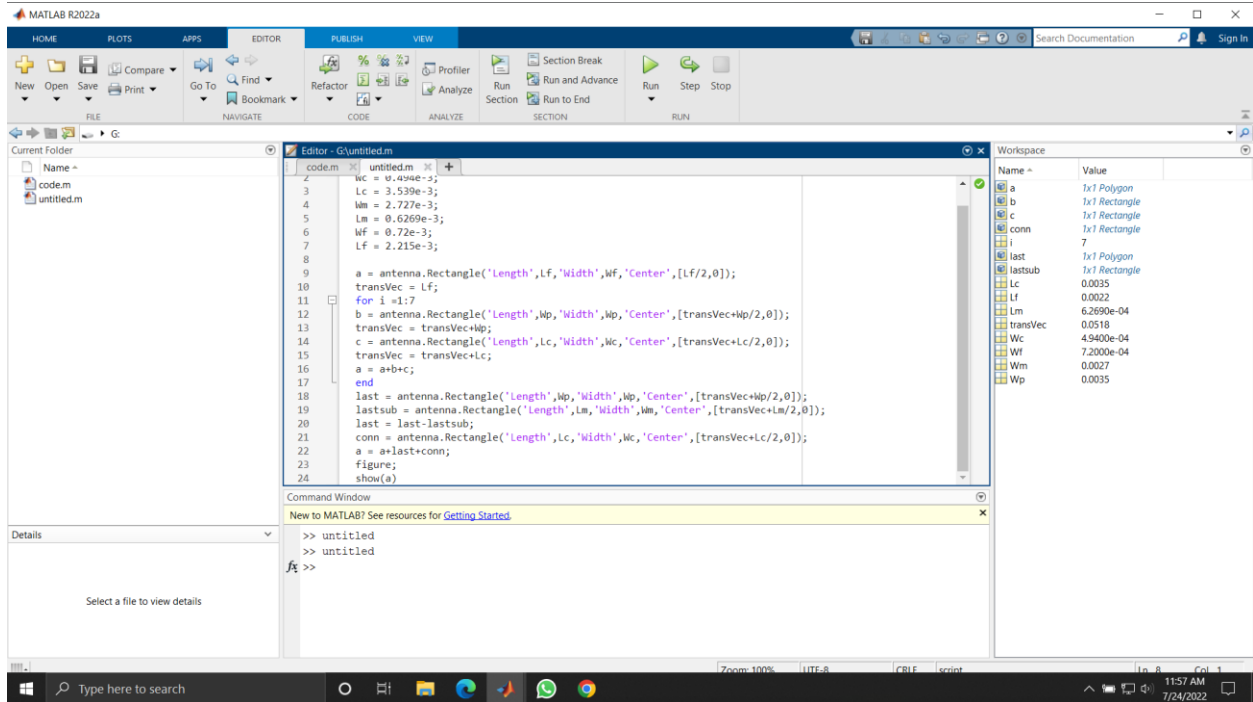 MATLAB R2022a
HOME PLOTS APPS EDITOR PUBLISH VIEW
Search Documentation
Sign In
New Open Save Compare Print
Go To Find Bookmark
Refactor
Profiler
Analyze
Run Section
Section Break
Run and Advance
Run to End
Run Step Stop
FILE NAVIGATE CODE ANALYZE SECTION RUN
G:
Current Folder
Name
code.m
untitled.m
Details
Select a file to view details
Editor - G:\untitled.m
code.m untitled.m
2 Wc = 0.494e-3;
3 Lc = 3.539e-3;
4 Wm = 2.727e-3;
5 Lm = 0.6269e-3;
6 Wf = 0.72e-3;
7 Lf = 2.215e-3;
8
9 a = antenna.Rectangle('Length',Lf,'Width',Wf,'Center',[Lf/2,0]);
10 transVec = Lf;
11 for i =1:7
12 b = antenna.Rectangle('Length',Wp,'Width',Wp,'Center',[transVec+Wp/2,0]);
13 transVec = transVec+Wp;
14 c = antenna.Rectangle('Length',Lc,'Width',Wc,'Center',[transVec+Lc/2,0]);
15 transVec = transVec+Lc;
16 a = a+b+c;
17 end
18 last = antenna.Rectangle('Length',Wp,'Width',Wp,'Center',[transVec+Wp/2,0]);
19 lastsub = antenna.Rectangle('Length',Lm,'Width',Wm,'Center',[transVec+Lm/2,0]);
20 last = last-lastsub;
21 conn = antenna.Rectangle('Length',Lc,'Width',Wc,'Center',[transVec+Lc/2,0]);
22 a = a+last+conn;
23 figure;
24 show(a)
Command Window
New to MATLAB? See resources for Getting Started.
>> untitled
>> untitled
fx >>
Workspace
Name Value
a 1x1 Polygon
b 1x1 Rectangle
c 1x1 Rectangle
conn 1x1 Rectangle
i 7
last 1x1 Polygon
lastsub 1x1 Rectangle
Lc 0.0035
Lf 0.0022
Lm 6.2690e-04
transVec 0.0518
Wc 4.9400e-04
Wf 7.2000e-04
Wm 0.0027
Wp 0.0035
Zoom: 100% UTF-8 CRLF script Ln 8 Col 1
Type here to search
11:57 AM
7/24/2022